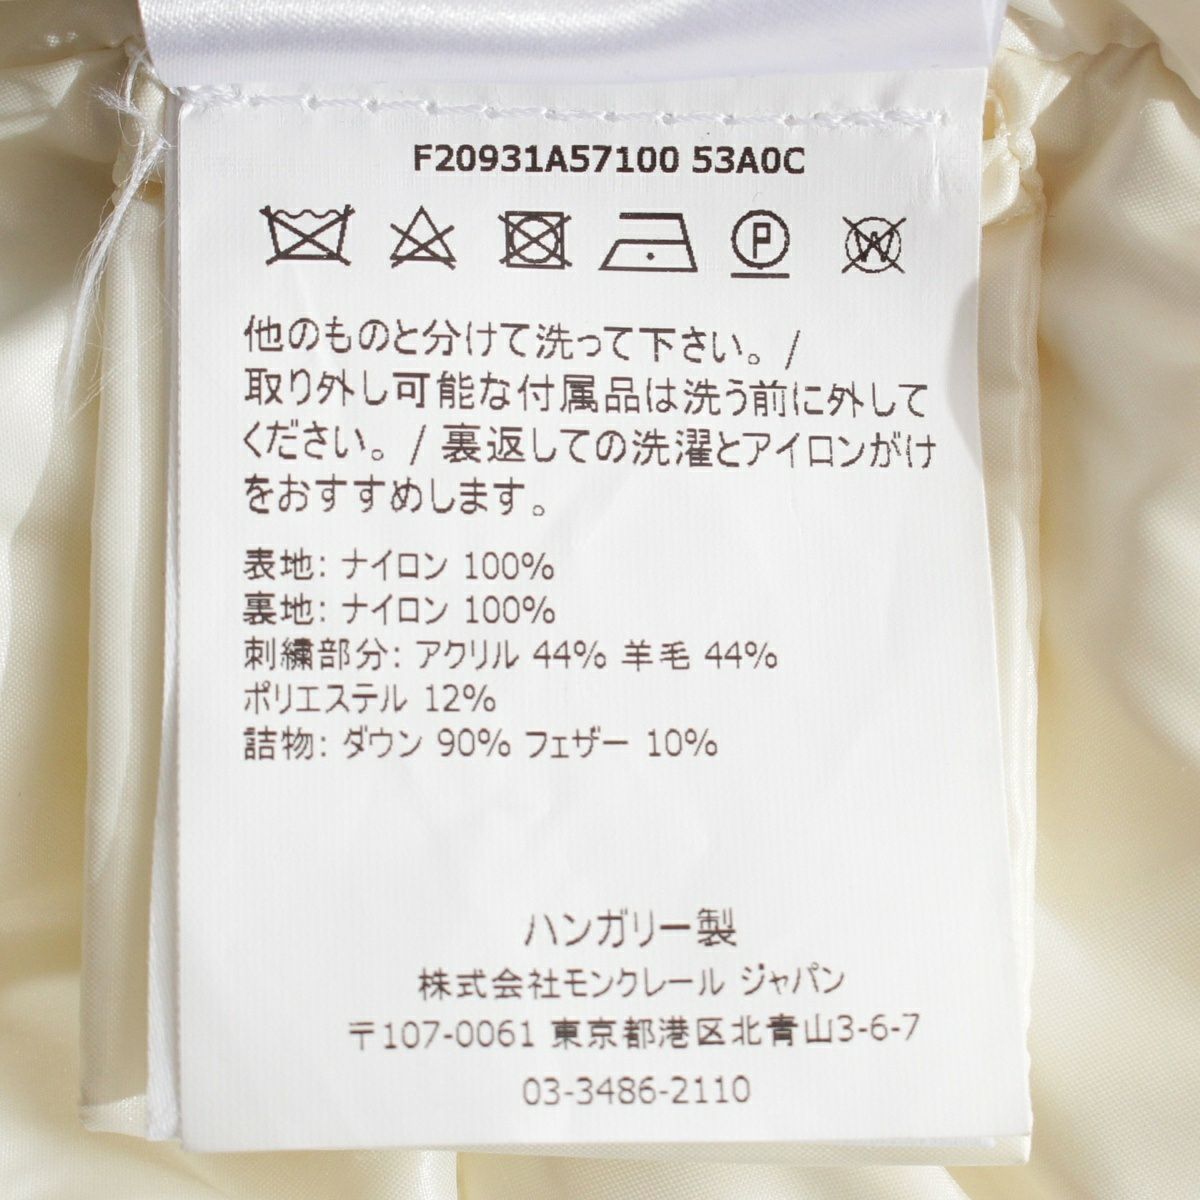 F20931A57100 53A0C
P W
他のものと分けて洗って下さい。/
取り外し可能な付属品は洗う前に外して
ください。/ 裏返しての洗濯とアイロンがけ
をおすすめします。
表地: ナイロン 100%
裏地: ナイロン 100%
刺繍部分: アクリル 44% 羊毛 44%
ポリエステル 12%
詰物: ダウン 90% フェザー 10%
ハンガリー製
株式会社モンクレール ジャパン
〒107-0061 東京都港区北青山3-6-7
03-3486-2110